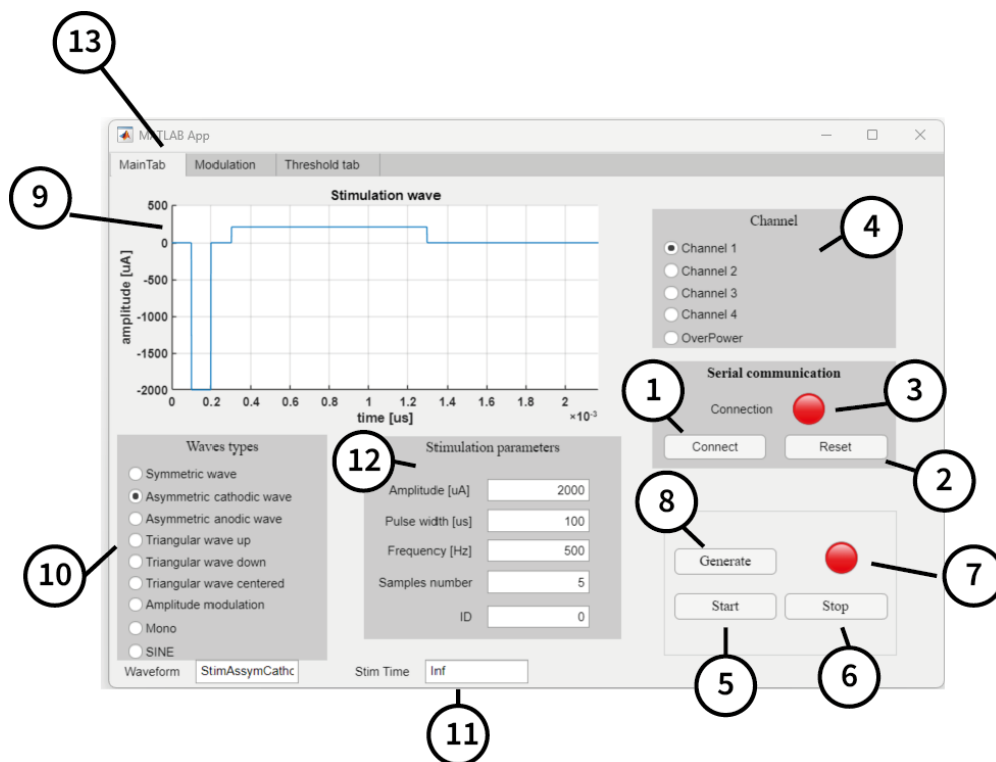 13
MATLAB App
MainTab Modulation Threshold tab
9
Stimulation wave
500
0
-500
-1000
-1500
-2000
amplitude [uA]
0 0.2 0.4 0.6 0.8 1 1.2 1.4 1.6 1.8 2
×10⁻³
time [us]
Channel
4
Channel 1
Channel 2
Channel 3
Channel 4
OverPower
1
Serial communication
3
Connection
Connect Reset
2
10
Waves types
Symmetric wave
Asymmetric cathodic wave
Asymmetric anodic wave
Triangular wave up
Triangular wave down
Triangular wave centered
Amplitude modulation
Mono
SINE
Waveform StimAssymCathc
12
Stimulation parameters
Amplitude [uA] 2000
Pulse width [us] 100
Frequency [Hz] 500
Samples number 5
ID 0
Stim Time Inf
11
8
Generate
7
Start Stop
5
6